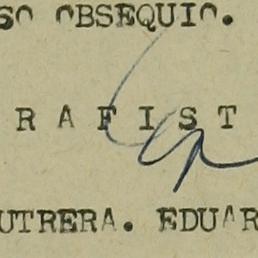 SO OBSEQUIO.
R A F I S T
UTRERA. EDUAR